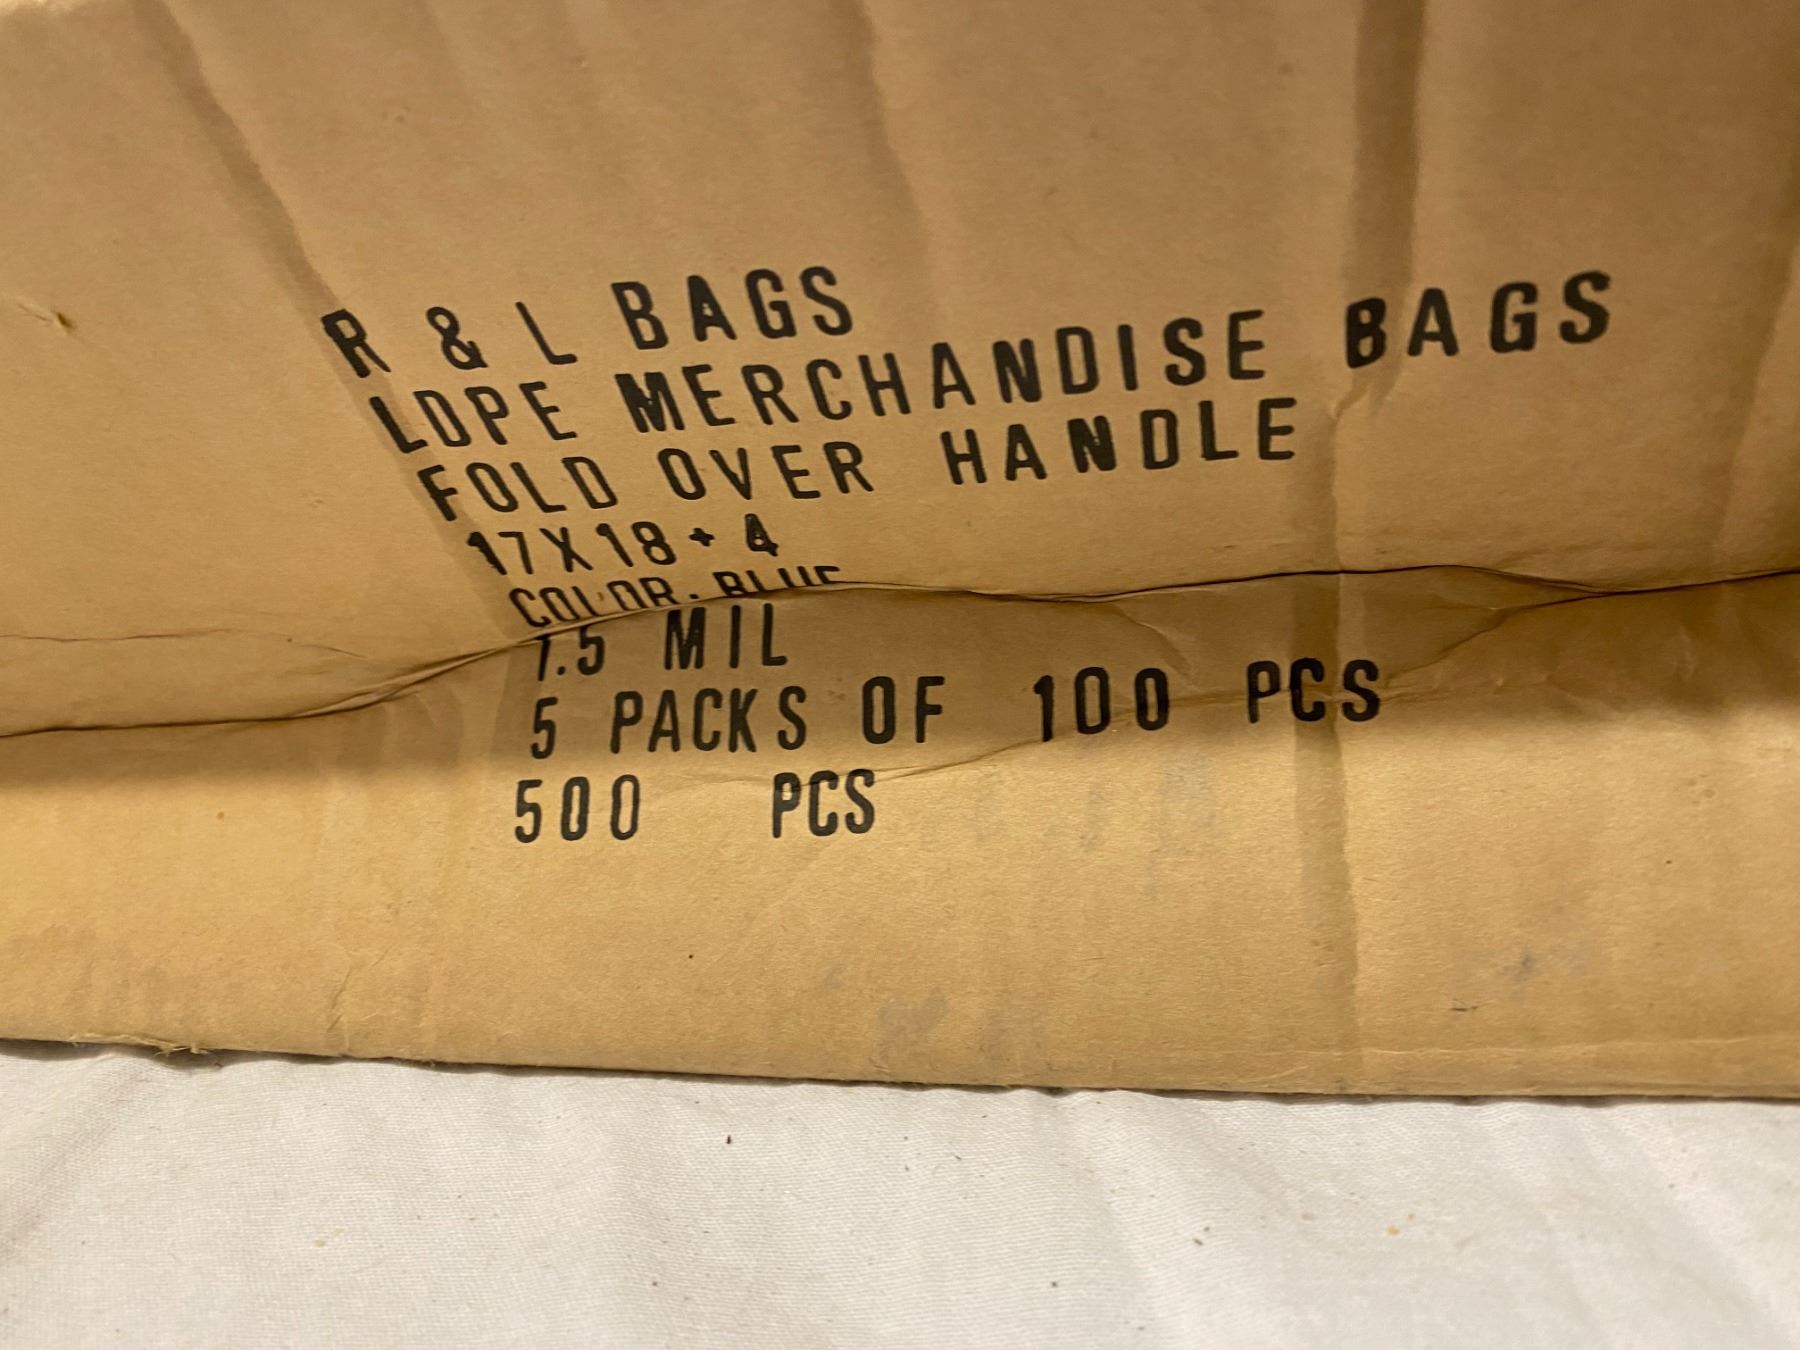 R & L BAGS
LDPE MERCHANDISE BAGS
FOLD OVER HANDLE
17X18+4
COLOR: BLUE
1.5 MIL
5 PACKS OF 100 PCS
500 PCS